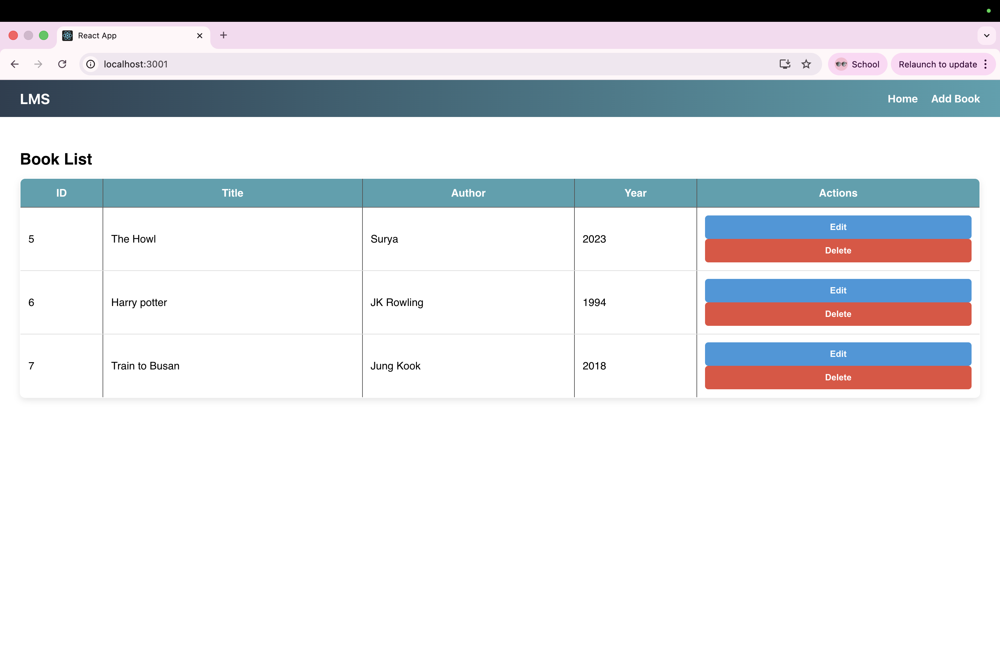 React App
localhost:3001
School
Relaunch to update
LMS
Home Add Book
Book List
ID Title Author Year Actions
5 The Howl Surya 2023 Edit
Delete
6 Harry potter JK Rowling 1994 Edit
Delete
7 Train to Busan Jung Kook 2018 Edit
Delete